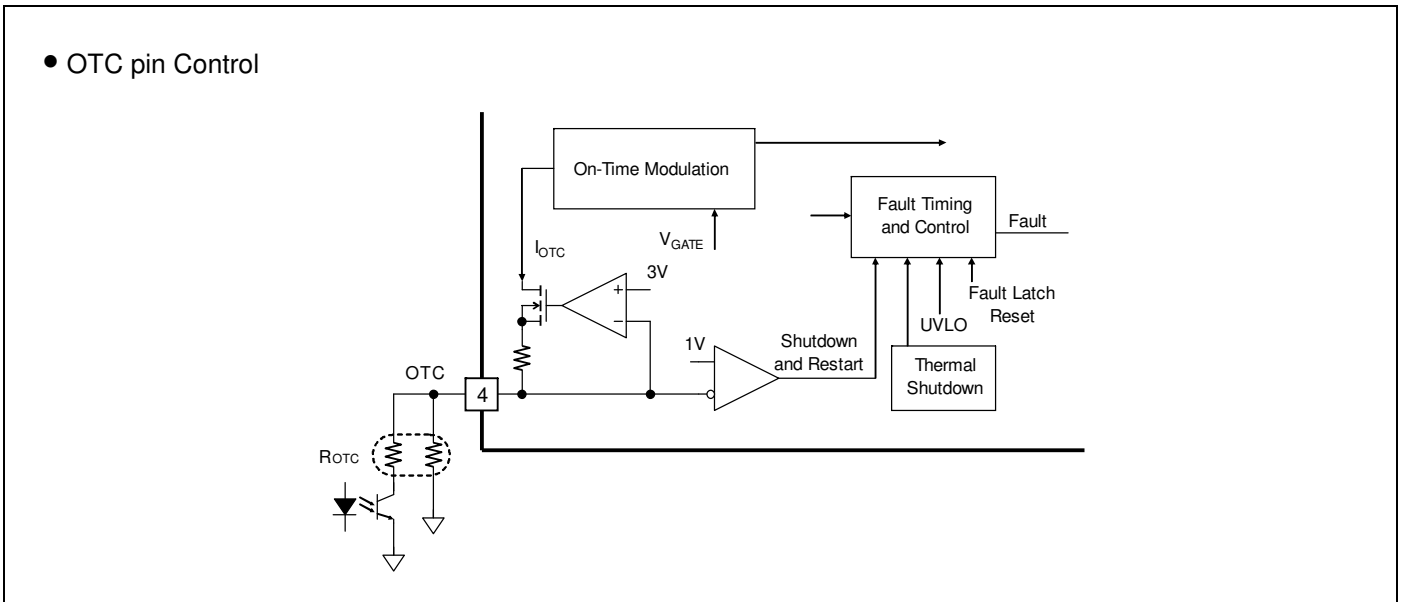 ● OTC pin Control
On-Time Modulation
Fault Timing
and Control
Fault
VGATE
IOTC
3V
+
−
Fault Latch
Reset
UVLO
1V
Shutdown
and Restart
Thermal
Shutdown
OTC
4
ROTC